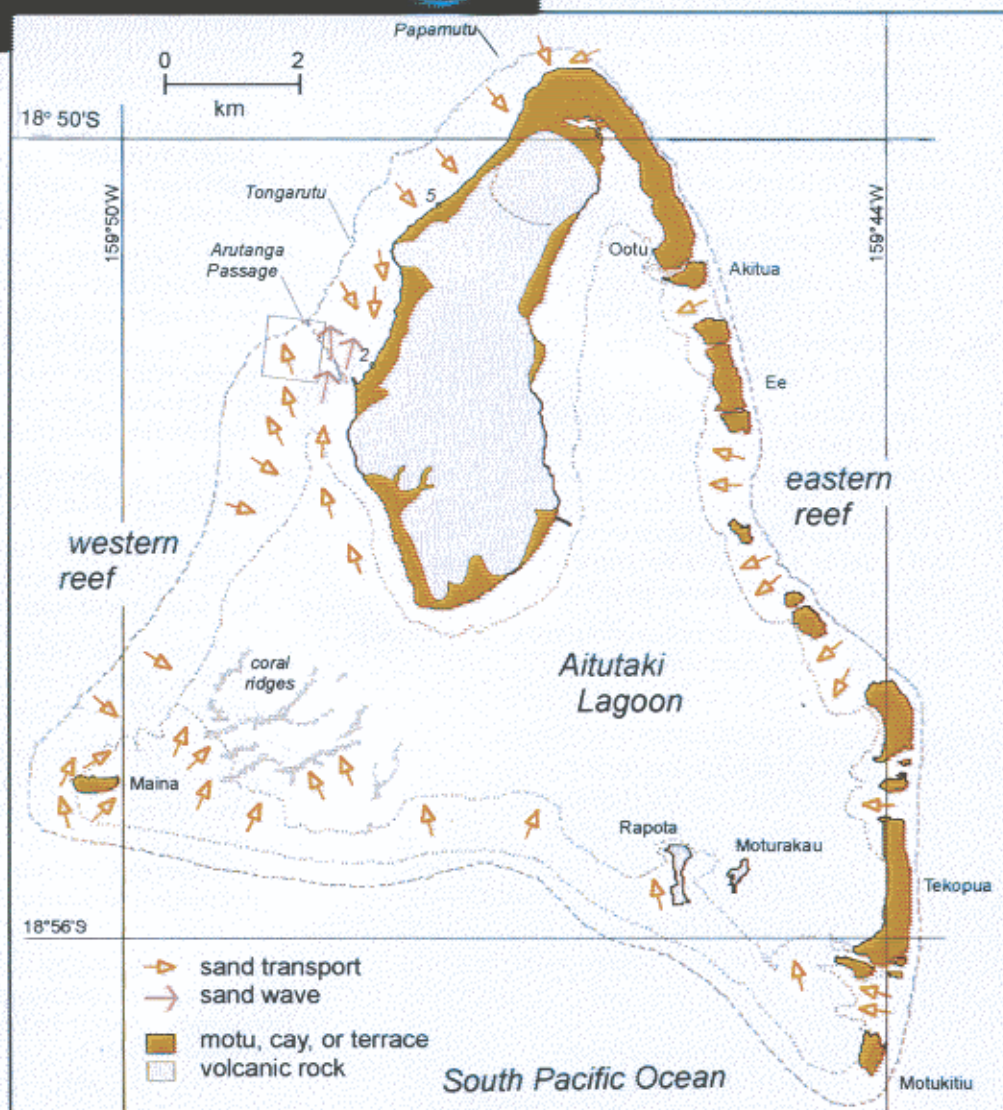 Papamutu
0 2
km
18° 50'S
159°50'W
159°44'W
Tongarutu
5
Arutanga
Passage
2
Ootu
Akitua
Ee
eastern
reef
western
reef
coral
ridges
Aitutaki
Lagoon
Maina
Rapota
Moturakau
Tekopua
18°56'S
sand transport
sand wave
motu, cay, or terrace
volcanic rock
South Pacific Ocean
Motukitiu